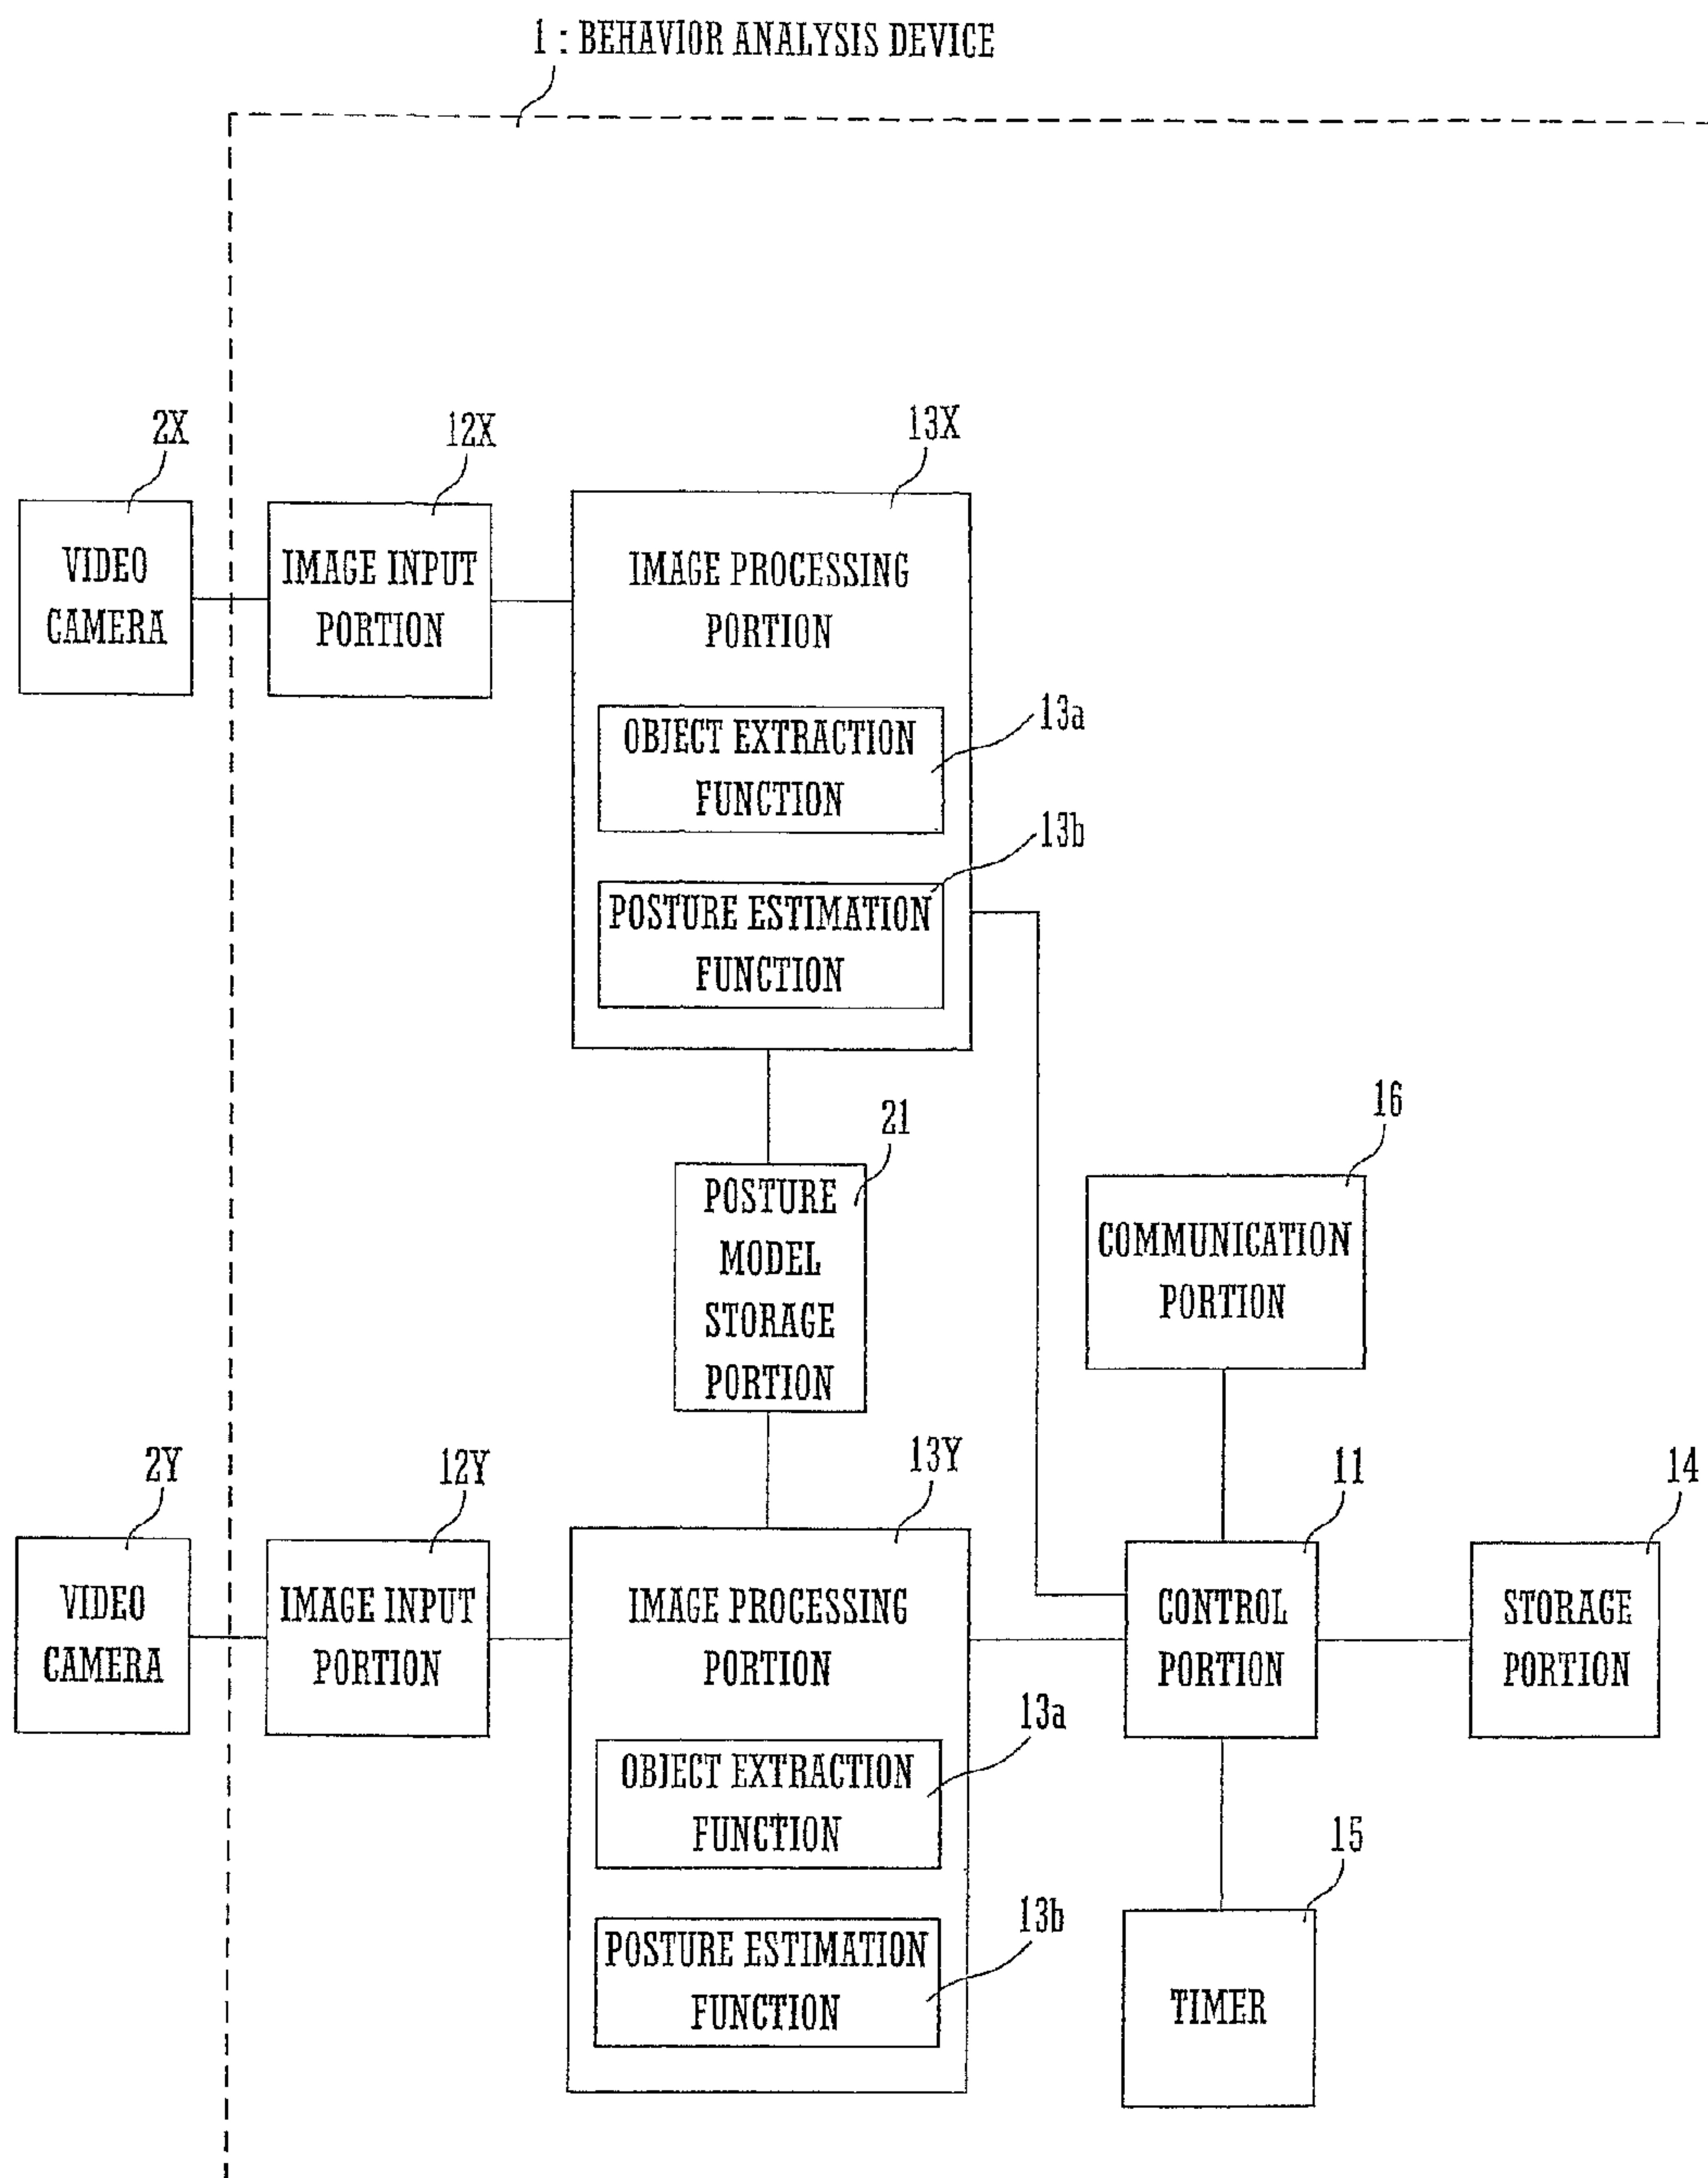 1 : BEHAVIOR ANALYSIS DEVICE
2X
12X
13X
VIDEO
CAMERA
IMAGE INPUT
PORTION
IMAGE PROCESSING
PORTION
OBJECT EXTRACTION
FUNCTION
13a
POSTURE ESTIMATION
FUNCTION
13b
21
POSTURE
MODEL
STORAGE
PORTION
16
COMMUNICATION
PORTION
2Y
12Y
13Y
11
14
VIDEO
CAMERA
IMAGE INPUT
PORTION
IMAGE PROCESSING
PORTION
CONTROL
PORTION
STORAGE
PORTION
OBJECT EXTRACTION
FUNCTION
13a
POSTURE ESTIMATION
FUNCTION
13b
15
TIMER